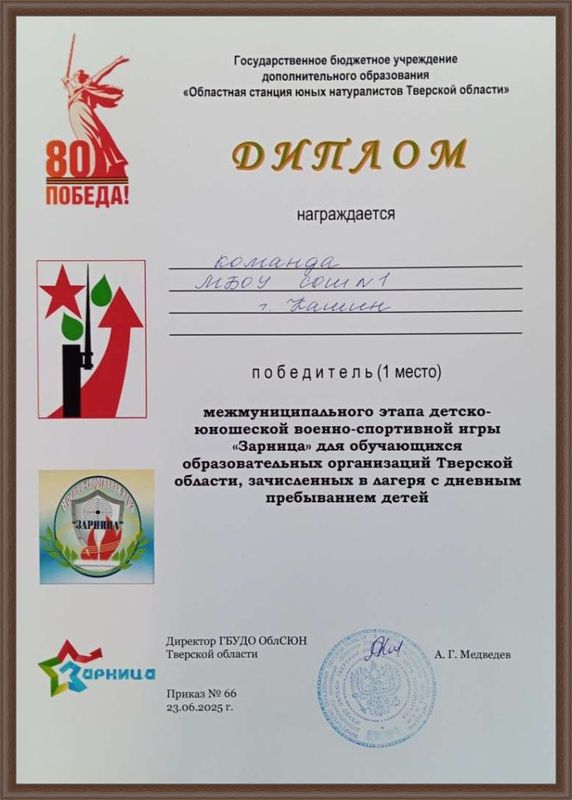 Государственное бюджетное учреждение
дополнительного образования
«Областная станция юных натуралистов Тверской области»
80
ПОБЕДА!
ДИПЛОМ
награждается
команда
МБОУ СОШ №1
г. Кашин
победитель (1 место)
межмуниципального этапа детско-
юношеской военно-спортивной игры
«Зарница» для обучающихся
образовательных организаций Тверской
области, зачисленных в лагеря с дневным
пребыванием детей
"ЗАРНИЦА"
Зарница
Директор ГБУДО ОблСЮН
Тверской области
А. Г. Медведев
Приказ № 66
23.06.2025 г.